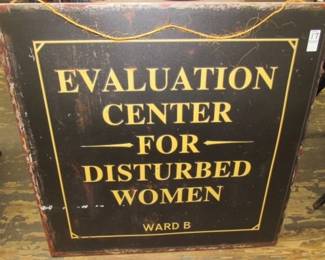 EVALUATION
CENTER
FOR
DISTURBED
WOMEN
WARD B